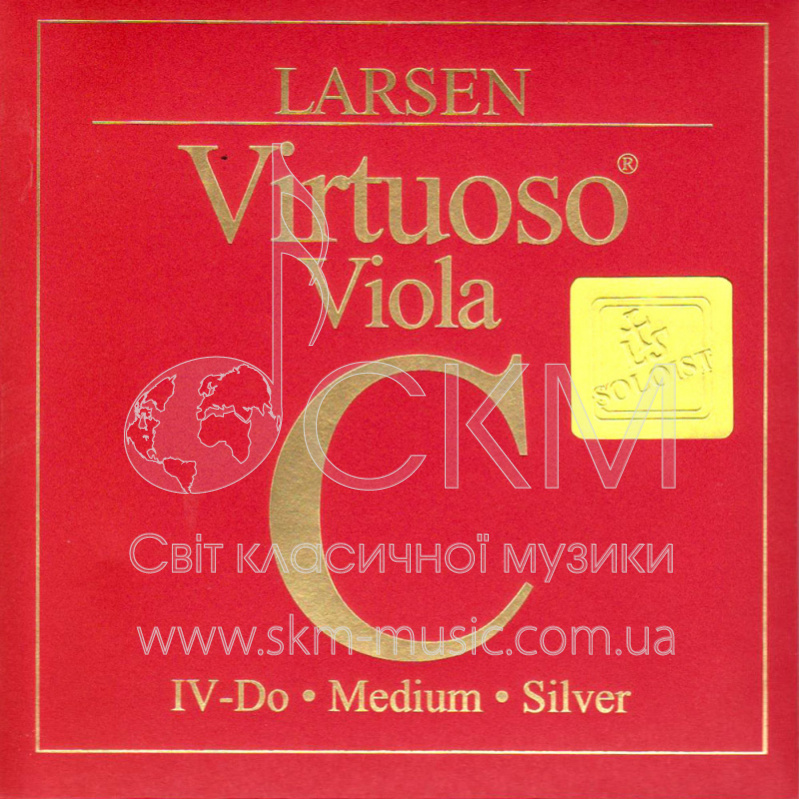 LARSEN
Virtuoso®
Viola
SOLOIST
C
СКМ
Світ класичної музики
www.skm-music.com.ua
IV-Do • Medium • Silver